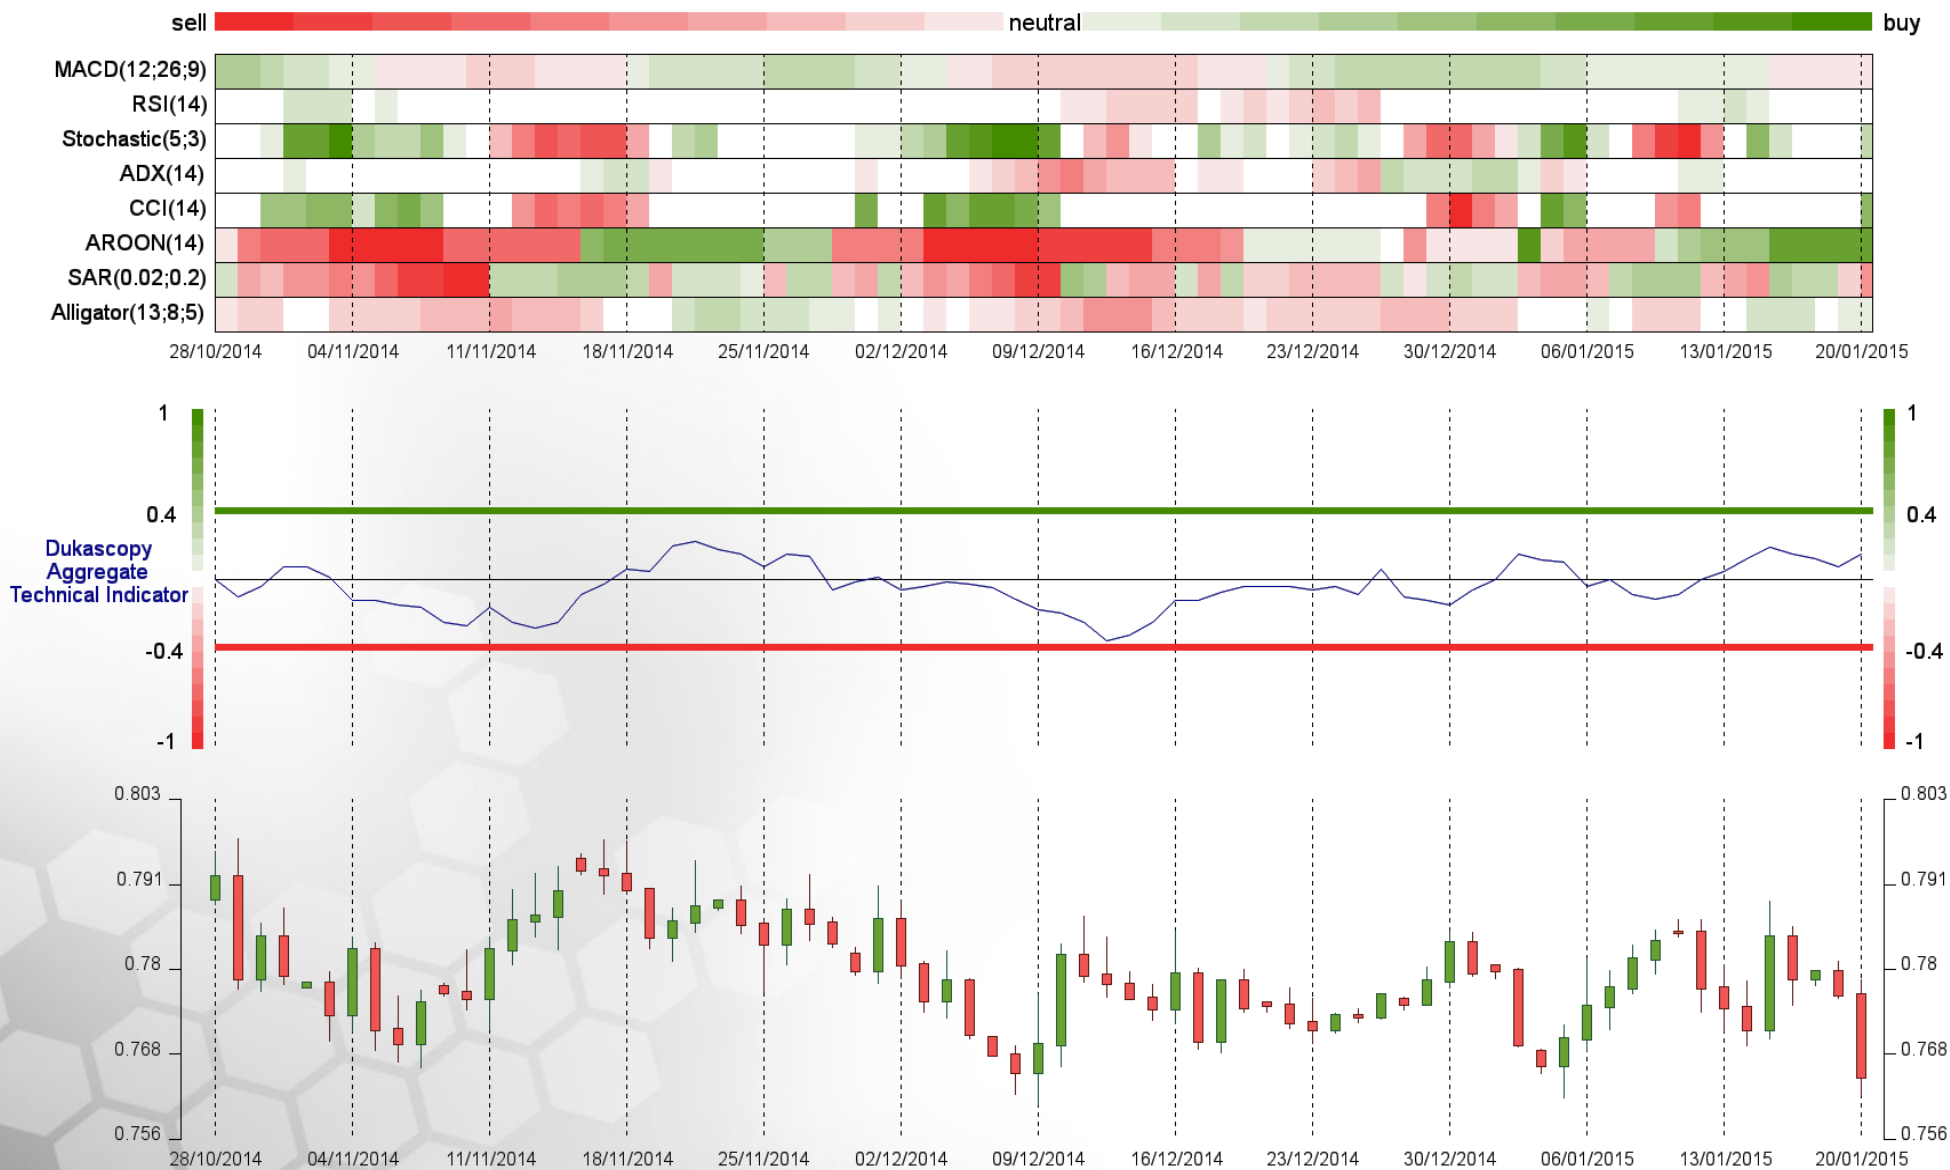 sell neutral buy
MACD(12;26;9)
RSI(14)
Stochastic(5;3)
ADX(14)
CCI(14)
AROON(14)
SAR(0.02;0.2)
Alligator(13;8;5)
28/10/2014 04/11/2014 11/11/2014 18/11/2014 25/11/2014 02/12/2014 09/12/2014 16/12/2014 23/12/2014 30/12/2014 06/01/2015 13/01/2015 20/01/2015
1 1
0.4 0.4
Dukascopy
Aggregate
Technical Indicator
-0.4 -0.4
-1 -1
0.803 0.803
0.791 0.791
0.78 0.78
0.768 0.768
0.756 0.756
28/10/2014 04/11/2014 11/11/2014 18/11/2014 25/11/2014 02/12/2014 09/12/2014 16/12/2014 23/12/2014 30/12/2014 06/01/2015 13/01/2015 20/01/2015